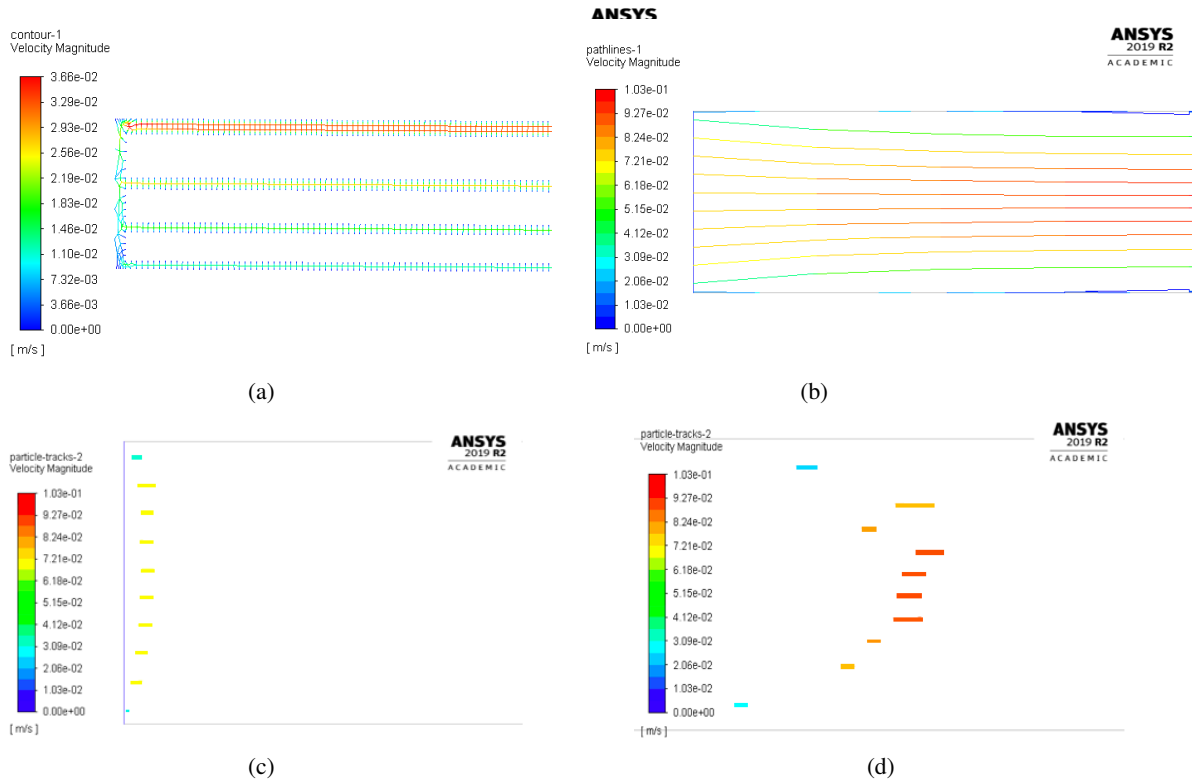 contour-1
Velocity Magnitude
3.66e-02
3.29e-02
2.93e-02
2.56e-02
2.19e-02
1.83e-02
1.46e-02
1.10e-02
7.32e-03
3.66e-03
0.00e+00
[ m/s ]
(a)
ANSYS
ANSYS
2019 R2
ACADEMIC
pathlines-1
Velocity Magnitude
1.03e-01
9.27e-02
8.24e-02
7.21e-02
6.18e-02
5.15e-02
4.12e-02
3.09e-02
2.06e-02
1.03e-02
0.00e+00
[ m/s ]
(b)
ANSYS
2019 R2
ACADEMIC
particle-tracks-2
Velocity Magnitude
1.03e-01
9.27e-02
8.24e-02
7.21e-02
6.18e-02
5.15e-02
4.12e-02
3.09e-02
2.06e-02
1.03e-02
0.00e+00
[ m/s ]
(c)
ANSYS
2019 R2
ACADEMIC
particle-tracks-2
Velocity Magnitude
1.03e-01
9.27e-02
8.24e-02
7.21e-02
6.18e-02
5.15e-02
4.12e-02
3.09e-02
2.06e-02
1.03e-02
0.00e+00
[ m/s ]
(d)